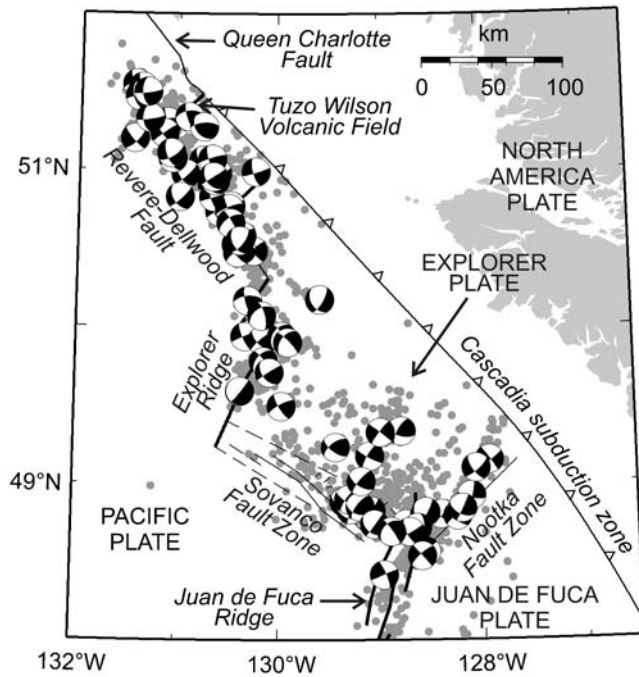 Queen Charlotte
Fault
km
0 20 60 100
Tuzo Wilson
Volcanic Field
51°N
NORTH
AMERICA
PLATE
Revere-Dellwood
Fault
EXPLORER
PLATE
Explorer
Ridge
Cascadia subduction zone
49°N
Sovanco
Fault Zone
Nootka
Fault Zone
PACIFIC
PLATE
Juan de Fuca
Ridge
JUAN DE FUCA
PLATE
132°W 130°W 128°W